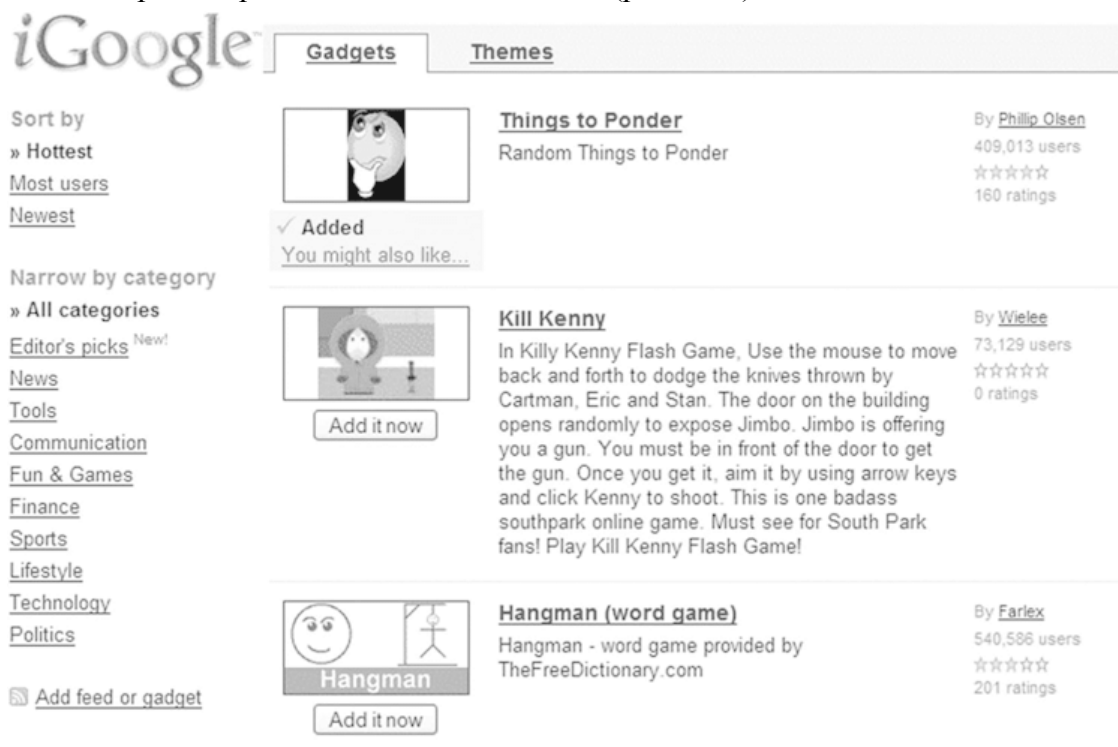 iGoogle™
Gadgets
Themes
Sort by
» Hottest
Most users
Newest
Narrow by category
» All categories
Editor's picks New!
News
Tools
Communication
Fun & Games
Finance
Sports
Lifestyle
Technology
Politics
Add feed or gadget
Added
You might also like...
Things to Ponder
Random Things to Ponder
By Phillip Olsen
409,013 users
160 ratings
Add it now
Kill Kenny
In Killy Kenny Flash Game, Use the mouse to move
back and forth to dodge the knives thrown by
Cartman, Eric and Stan. The door on the building
opens randomly to expose Jimbo. Jimbo is offering
you a gun. You must be in front of the door to get
the gun. Once you get it, aim it by using arrow keys
and click Kenny to shoot. This is one badass
southpark online game. Must see for South Park
fans! Play Kill Kenny Flash Game!
By Wielee
73,129 users
0 ratings
Hangman
Add it now
Hangman (word game)
Hangman - word game provided by
TheFreeDictionary.com
By Farlex
540,586 users
201 ratings